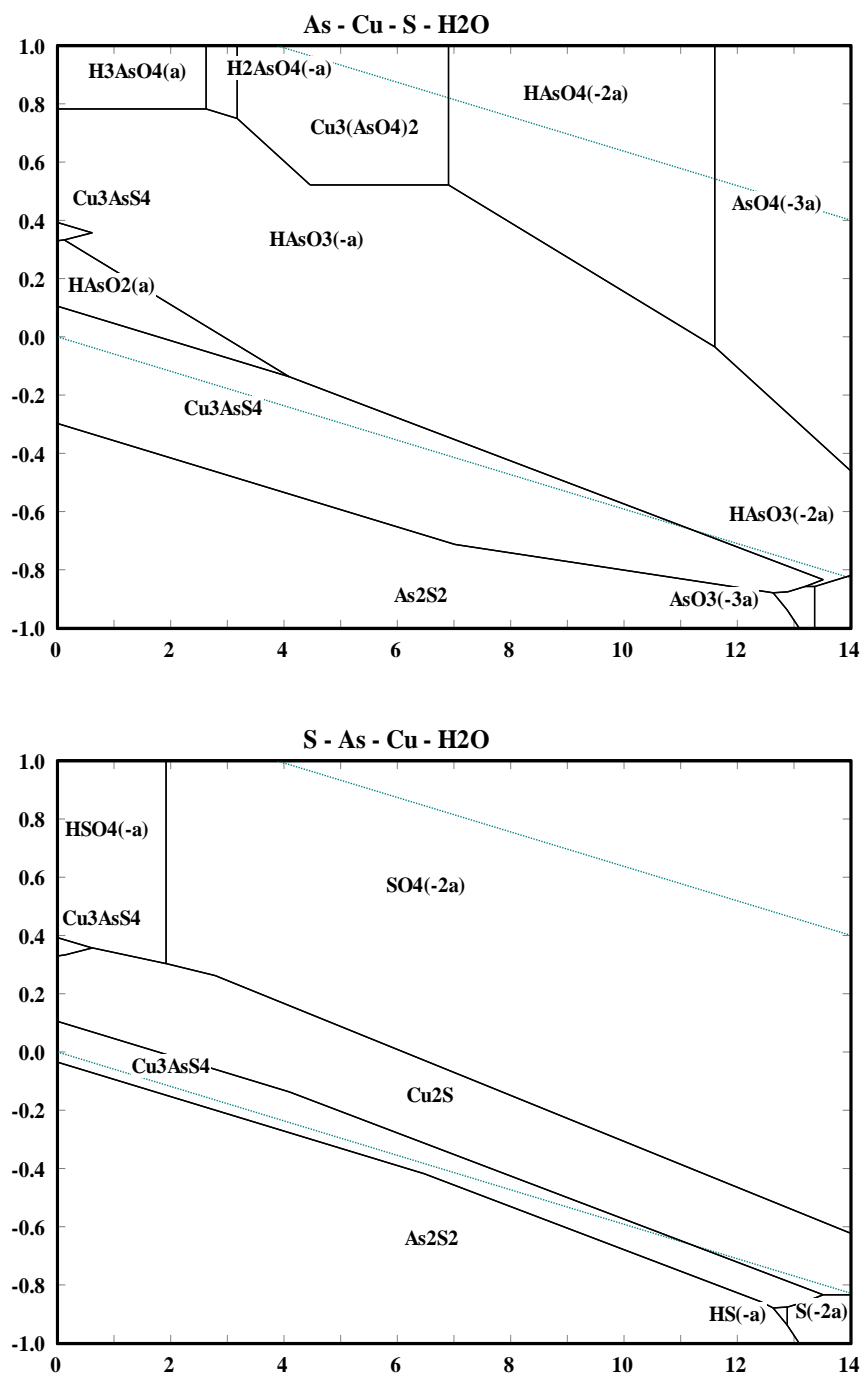 As - Cu - S - H2O
1.0
H3AsO4(a)
H2AsO4(-a)
HAsO4(-2a)
0.8
Cu3(AsO4)2
0.6
Cu3AsS4
AsO4(-3a)
0.4
HAsO3(-a)
0.2
HAsO2(a)
0.0
-0.2
Cu3AsS4
-0.4
-0.6
HAsO3(-2a)
-0.8
As2S2
AsO3(-3a)
-1.0
0 2 4 6 8 10 12 14
S - As - Cu - H2O
1.0
0.8
HSO4(-a)
0.6
SO4(-2a)
Cu3AsS4
0.4
0.2
0.0
Cu3AsS4
Cu2S
-0.2
-0.4
-0.6
As2S2
-0.8
HS(-a)
S(-2a)
-1.0
0 2 4 6 8 10 12 14